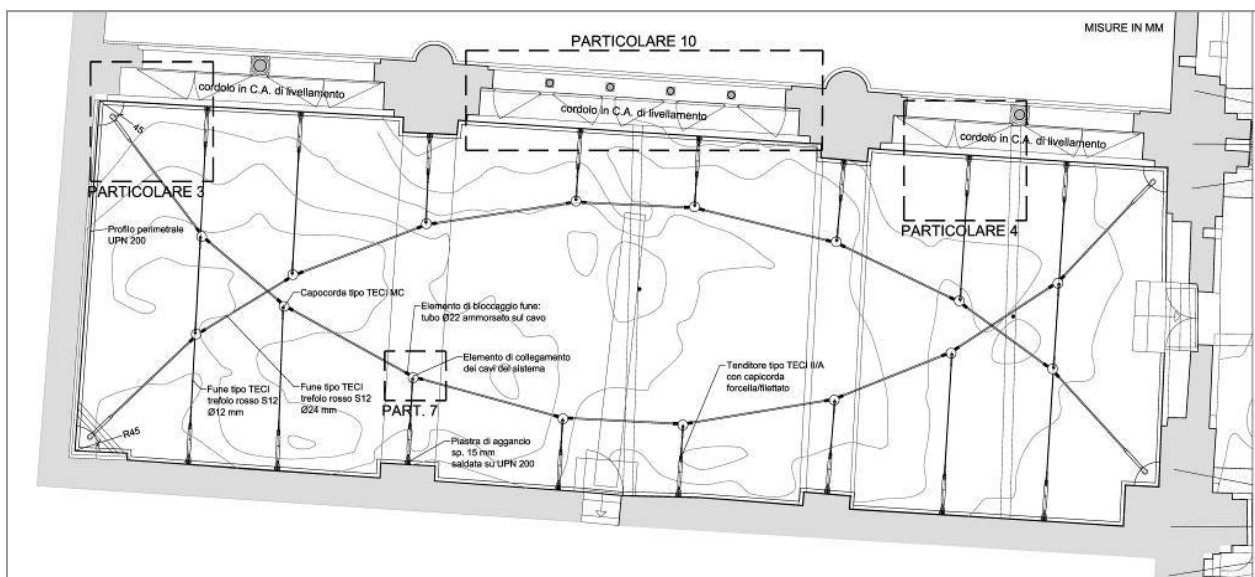 MISURE IN MM
PARTICOLARE 10
cordolo in C.A. di livellamento
cordolo in C.A. di livellamento
cordolo in C.A. di livellamento
45
PARTICOLARE 3
PARTICOLARE 4
Profilo perimetrale
UPN 200
Capocorda tipo TECI MC
Elemento di bloccaggio fune:
tubo Ø22 ammorsato sul cavo
Elemento di collegamento
dei cavi del sistema
Tenditore tipo TECI II/A
con capicorda
forcella/filettato
Fune tipo TECI
trefolo rosso S12
Ø12 mm
Fune tipo TECI
trefolo rosso S12
Ø24 mm
PART. 7
R45
Piastra di aggancio
sp. 15 mm
saldata su UPN 200